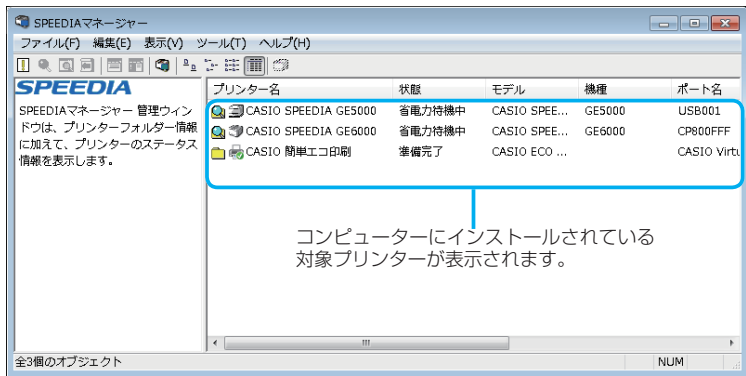 SPEEDIAマネージャー
ファイル(F) 編集(E) 表示(V) ツール(T) ヘルプ(H)
SPEEDIA
SPEEDIAマネージャー 管理ウィン
ドウは、プリンターフォルダー情報
に加えて、プリンターのステータス
情報を表示します。
プリンター名 状態 モデル 機種 ポート名
CASIO SPEEDIA GE5000 省電力待機中 CASIO SPEE... GE5000 USB001
CASIO SPEEDIA GE6000 省電力待機中 CASIO SPEE... GE6000 CP800FFF
CASIO 簡単エコ印刷 準備完了 CASIO ECO ... CASIO Virtu
コンピューターにインストールされている
対象プリンターが表示されます。
全3個のオブジェクト NUM